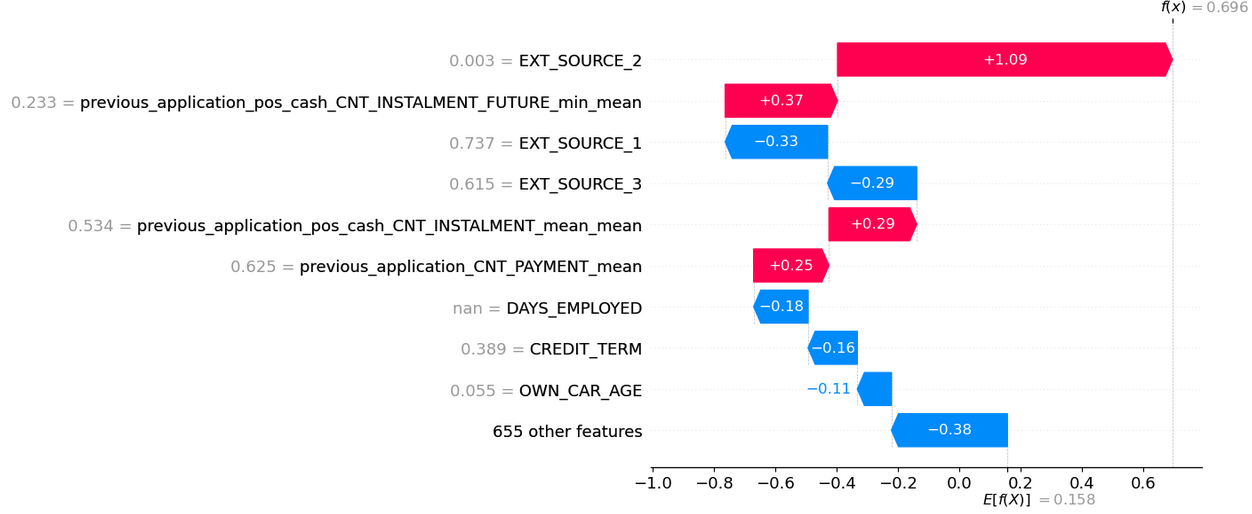 f(x) = 0.696
0.003 = EXT_SOURCE_2 +1.09
0.233 = previous_application_pos_cash_CNT_INSTALMENT_FUTURE_min_mean +0.37
0.737 = EXT_SOURCE_1 −0.33
0.615 = EXT_SOURCE_3 −0.29
0.534 = previous_application_pos_cash_CNT_INSTALMENT_mean_mean +0.29
0.625 = previous_application_CNT_PAYMENT_mean +0.25
nan = DAYS_EMPLOYED −0.18
0.389 = CREDIT_TERM −0.16
0.055 = OWN_CAR_AGE −0.11
655 other features −0.38
−1.0 −0.8 −0.6 −0.4 −0.2 0.0 0.2 0.4 0.6
E[f(X)] = 0.158